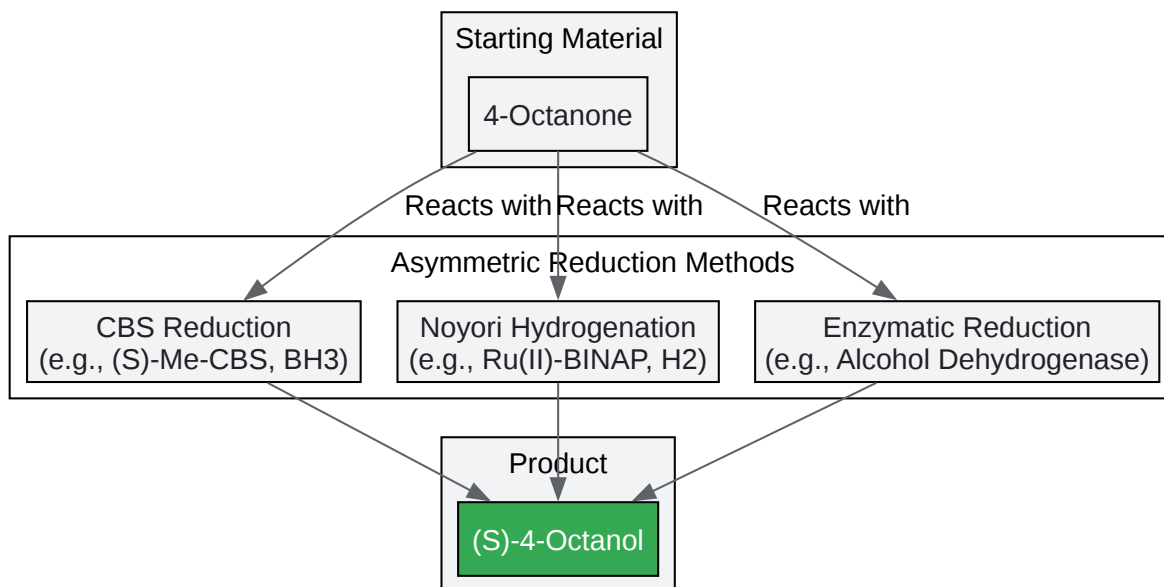 Starting Material
4-Octanone
Reacts with
Reacts with
Reacts with
Asymmetric Reduction Methods
CBS Reduction
(e.g., (S)-Me-CBS, BH3)
Noyori Hydrogenation
(e.g., Ru(II)-BINAP, H2)
Enzymatic Reduction
(e.g., Alcohol Dehydrogenase)
Product
(S)-4-Octanol